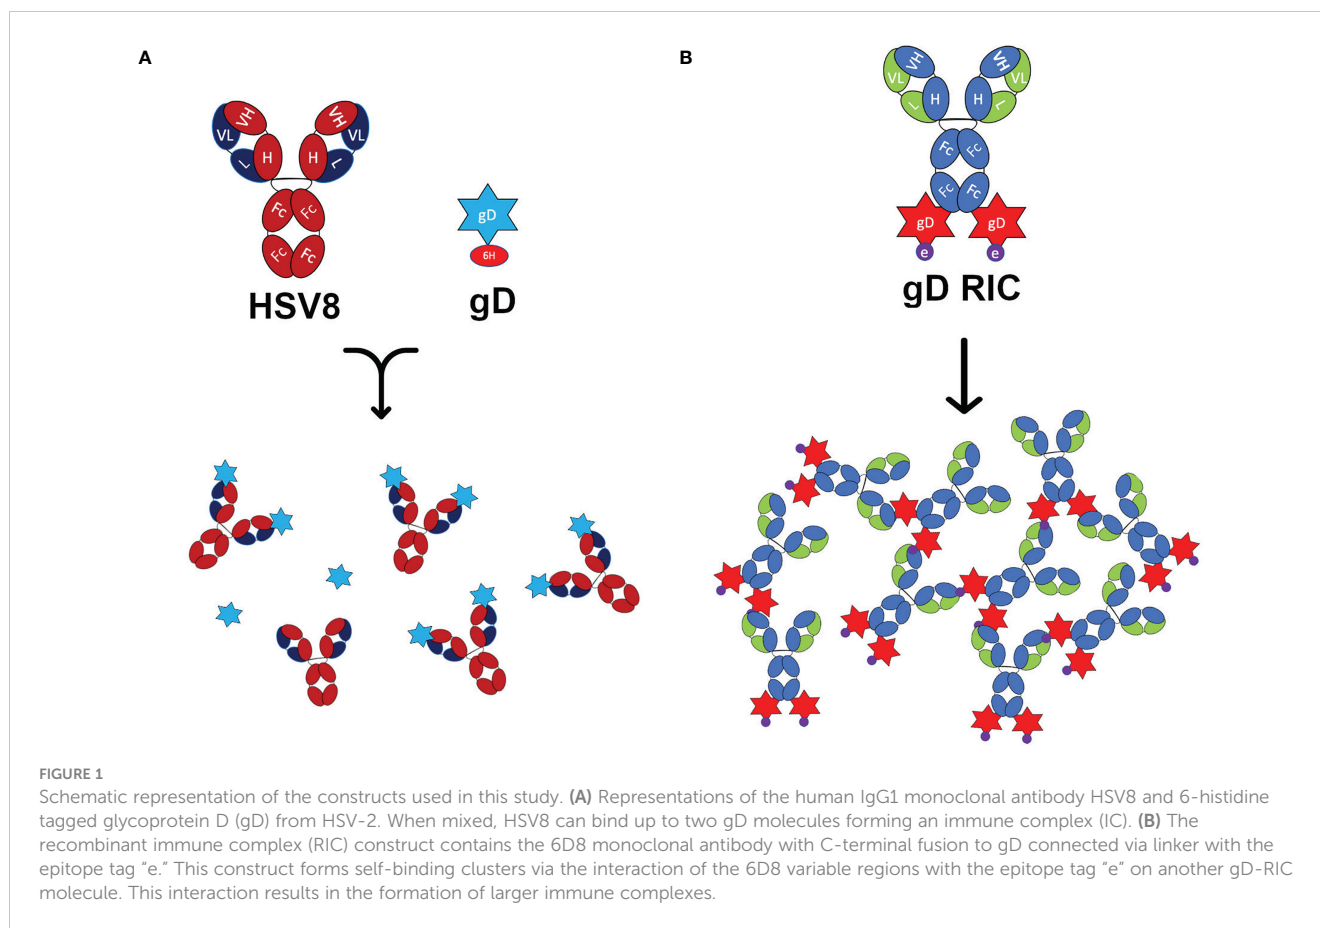 A
B
VH
VH
VL
VL
L
H
H
L
Fc
Fc
Fc
Fc
HSV8
gD
6H
gD
VH
VH
VL
VL
L
H
H
L
Fc
Fc
Fc
Fc
gD
gD
e
e
gD RIC
FIGURE 1
Schematic representation of the constructs used in this study. (A) Representations of the human IgG1 monoclonal antibody HSV8 and 6-histidine
tagged glycoprotein D (gD) from HSV-2. When mixed, HSV8 can bind up to two gD molecules forming an immune complex (IC). (B) The
recombinant immune complex (RIC) construct contains the 6D8 monoclonal antibody with C-terminal fusion to gD connected via linker with the
epitope tag “e.” This construct forms self-binding clusters via the interaction of the 6D8 variable regions with the epitope tag “e” on another gD-RIC
molecule. This interaction results in the formation of larger immune complexes.